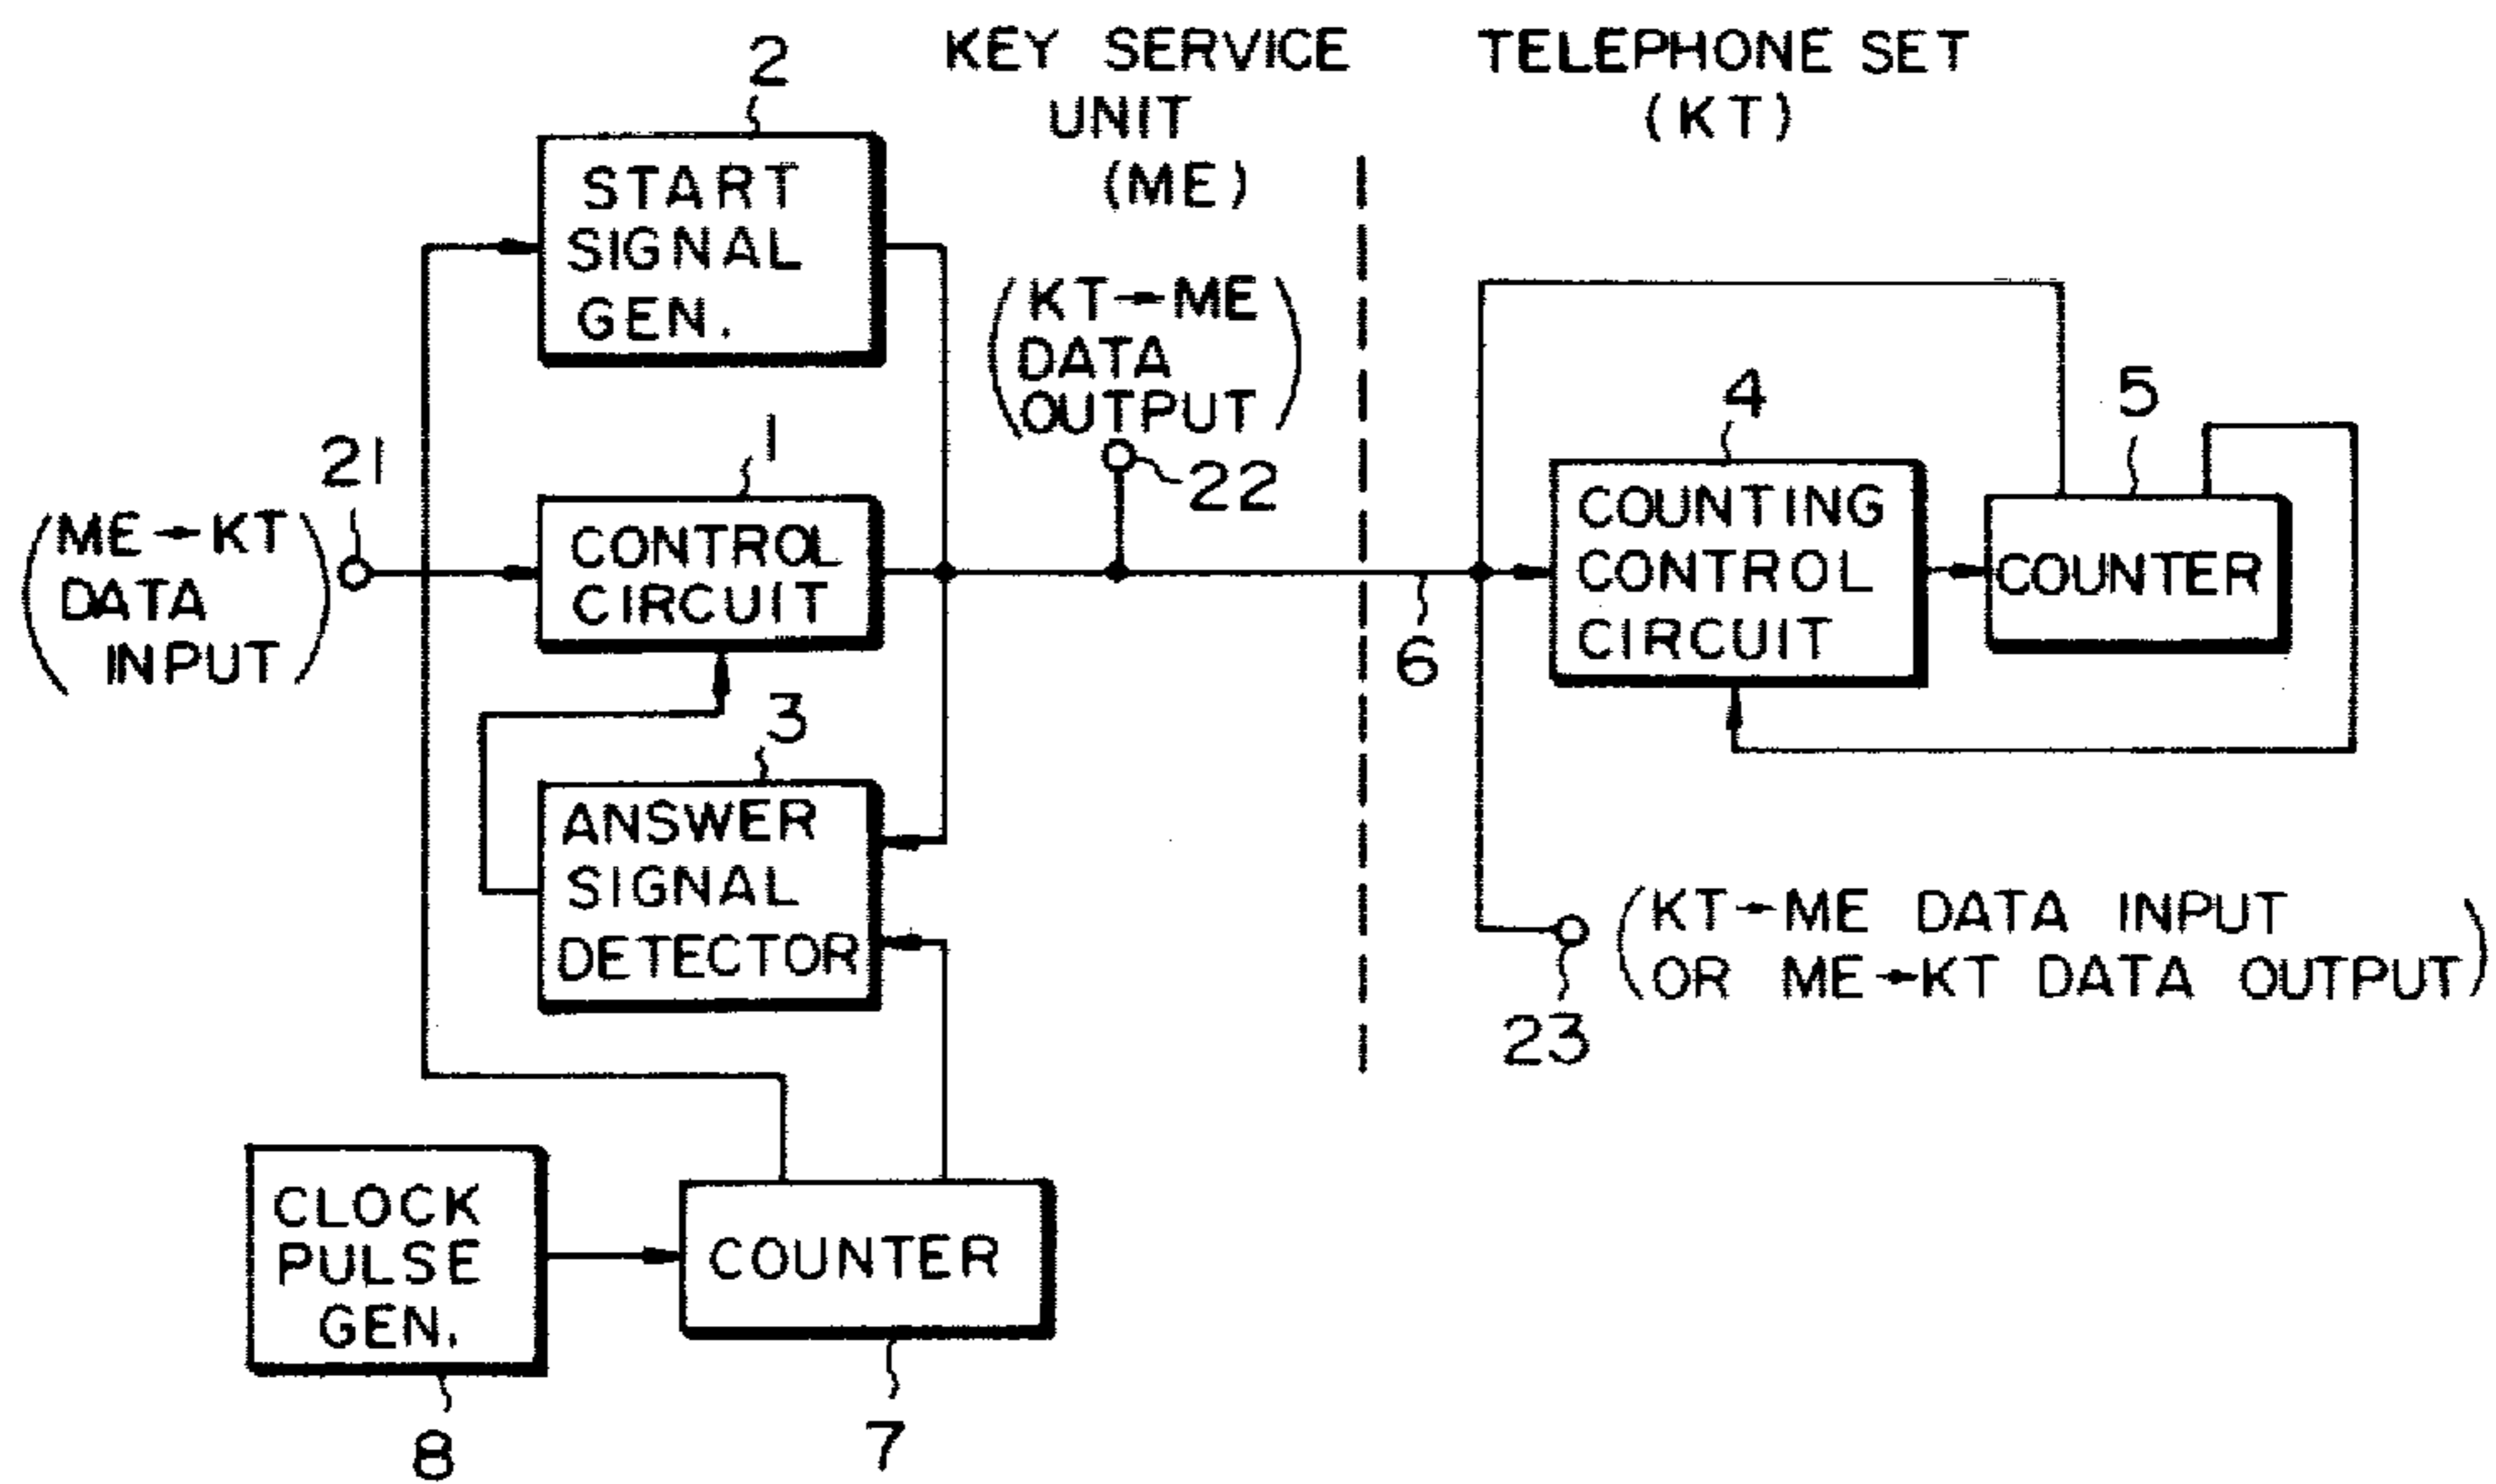 KEY SERVICE
UNIT
(ME)
TELEPHONE SET
(KT)
2
START
SIGNAL
GEN.
(KT→ME
DATA
OUTPUT)
22
21
(ME→KT
DATA
INPUT)
1
CONTROL
CIRCUIT
6
4
COUNTING
CONTROL
CIRCUIT
5
COUNTER
3
ANSWER
SIGNAL
DETECTOR
23
(KT→ME DATA INPUT
OR ME→KT DATA OUTPUT)
CLOCK
PULSE
GEN.
8
COUNTER
7